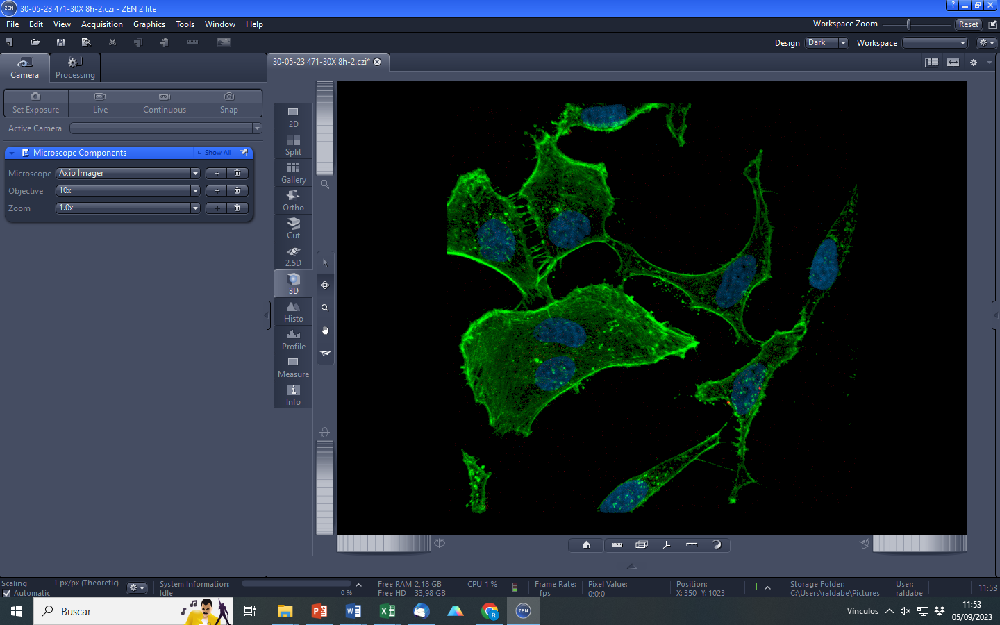 ZEN 30-05-23 471-30X 8h-2.czi - ZEN 2 lite
File Edit View Acquisition Graphics Tools Window Help
Workspace Zoom Reset
Design Dark Workspace
Camera Processing
30-05-23 471-30X 8h-2.czi*
Set Exposure Live Continuous Snap
Active Camera
Microscope Components Show All
Microscope Axio Imager
Objective 10x
Zoom 1.0x
2D
Split
Gallery
Ortho
Cut
2.5D
3D
Histo
Profile
Measure
Info
Scaling 1 px/px (Theoretic)
Automatic
System Information:
Idle
0 %
Free RAM 2,18 GB
Free HD 33,98 GB
CPU 1 %
Frame Rate:
- fps
Pixel Value:
0;0;0
Position:
X: 350 Y: 1023
Storage Folder:
C:\Users\raldabe\Pictures
User:
raldabe
11:53
Buscar
ZEN
Vínculos
11:53
05/09/2023